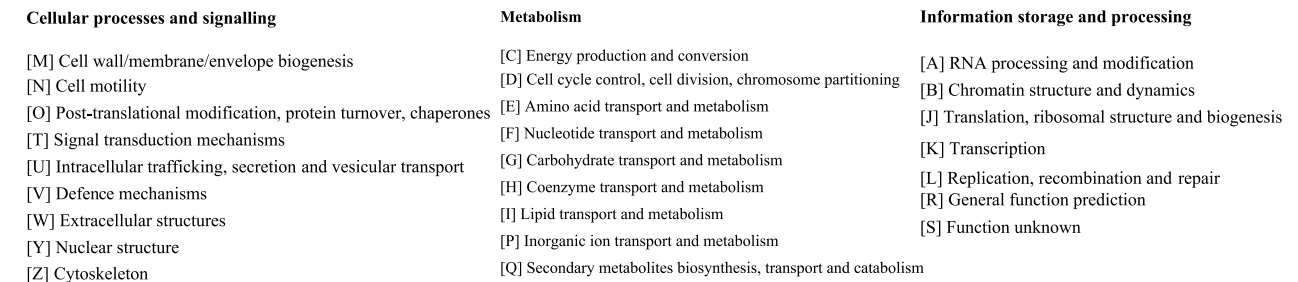 Cellular processes and signalling
[M] Cell wall/membrane/envelope biogenesis
[N] Cell motility
[O] Post-translational modification, protein turnover, chaperones
[T] Signal transduction mechanisms
[U] Intracellular trafficking, secretion and vesicular transport
[V] Defence mechanisms
[W] Extracellular structures
[Y] Nuclear structure
[Z] Cytoskeleton
Metabolism
[C] Energy production and conversion
[D] Cell cycle control, cell division, chromosome partitioning
[E] Amino acid transport and metabolism
[F] Nucleotide transport and metabolism
[G] Carbohydrate transport and metabolism
[H] Coenzyme transport and metabolism
[I] Lipid transport and metabolism
[P] Inorganic ion transport and metabolism
[Q] Secondary metabolites biosynthesis, transport and catabolism
Information storage and processing
[A] RNA processing and modification
[B] Chromatin structure and dynamics
[J] Translation, ribosomal structure and biogenesis
[K] Transcription
[L] Replication, recombination and repair
[R] General function prediction
[S] Function unknown